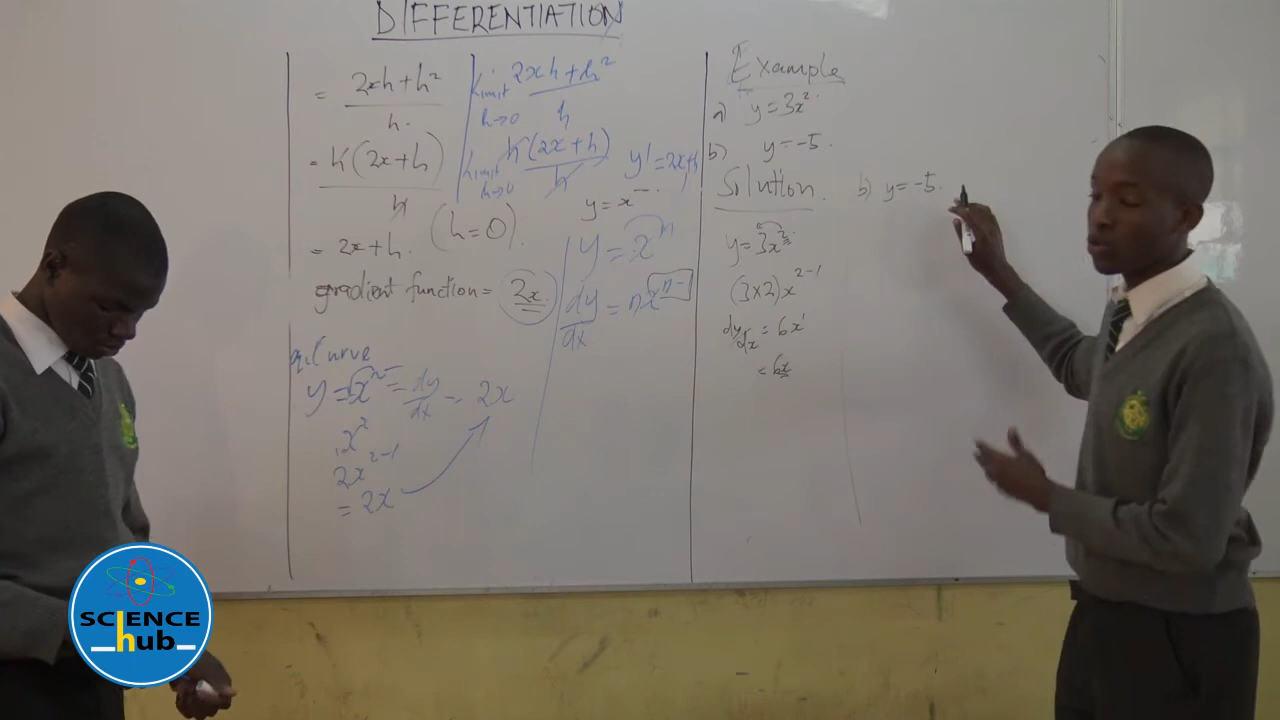 DIFFERENTIATION
= 2xh + h²
h
= h(2x + h)
h
= 2x + h. (h = 0).
gradient function = 2x
Curve
y = x² = dy/dx = 2x
x²
2x²⁻¹
= 2x
Limit 2xh + h²
h→0 h
Limit h(2x + h)
h→0 h
y' = 2x + h
y = x
y = xⁿ
dy/dx = nxⁿ⁻
Example
a) y = 3x².
b) y = -5.
Solution.
y = 3x².
(3×2)x²⁻¹
dy/dx = 6x¹
= 6x
b) y = -5.
SCIENCE
hub